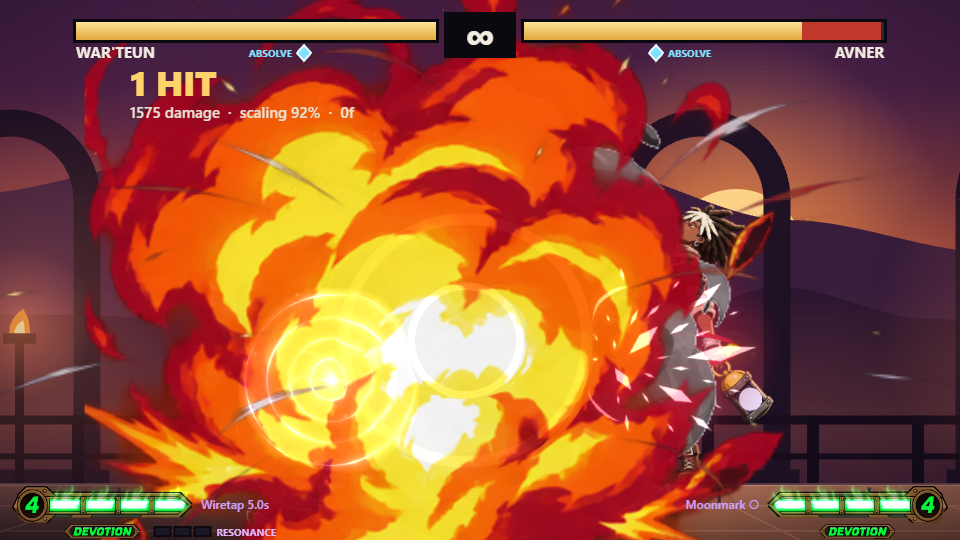 ∞
WAR'TEUN
ABSOLVE
ABSOLVE
AVNER
1 HIT
1575 damage · scaling 92% · 0f
4
Wiretap 5.0s
Moonmark ○
4
DEVOTION
RESONANCE
DEVOTION